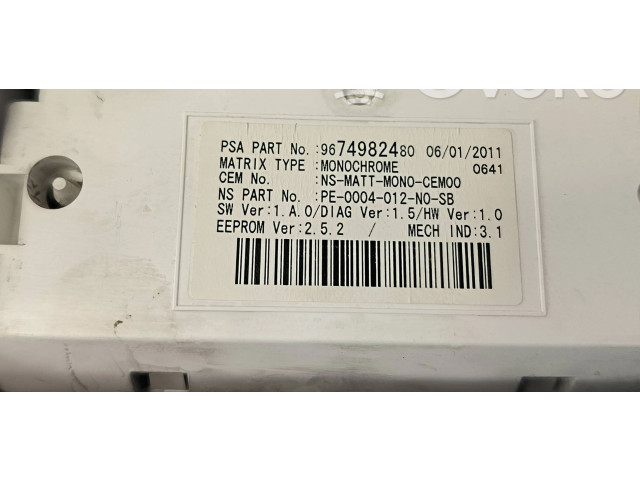 PSA PART No.:9674982480 06/01/2011
MATRIX TYPE :MONOCHROME 0641
CEM No. :NS-MATT-MONO-CEM00
NS PART No. :PE-0004-012-NO-SB
SW Ver:1.A.0/DIAG Ver:1.5/HW Ver:1.0
EEPROM Ver:2.5.2 / MECH IND:3.1